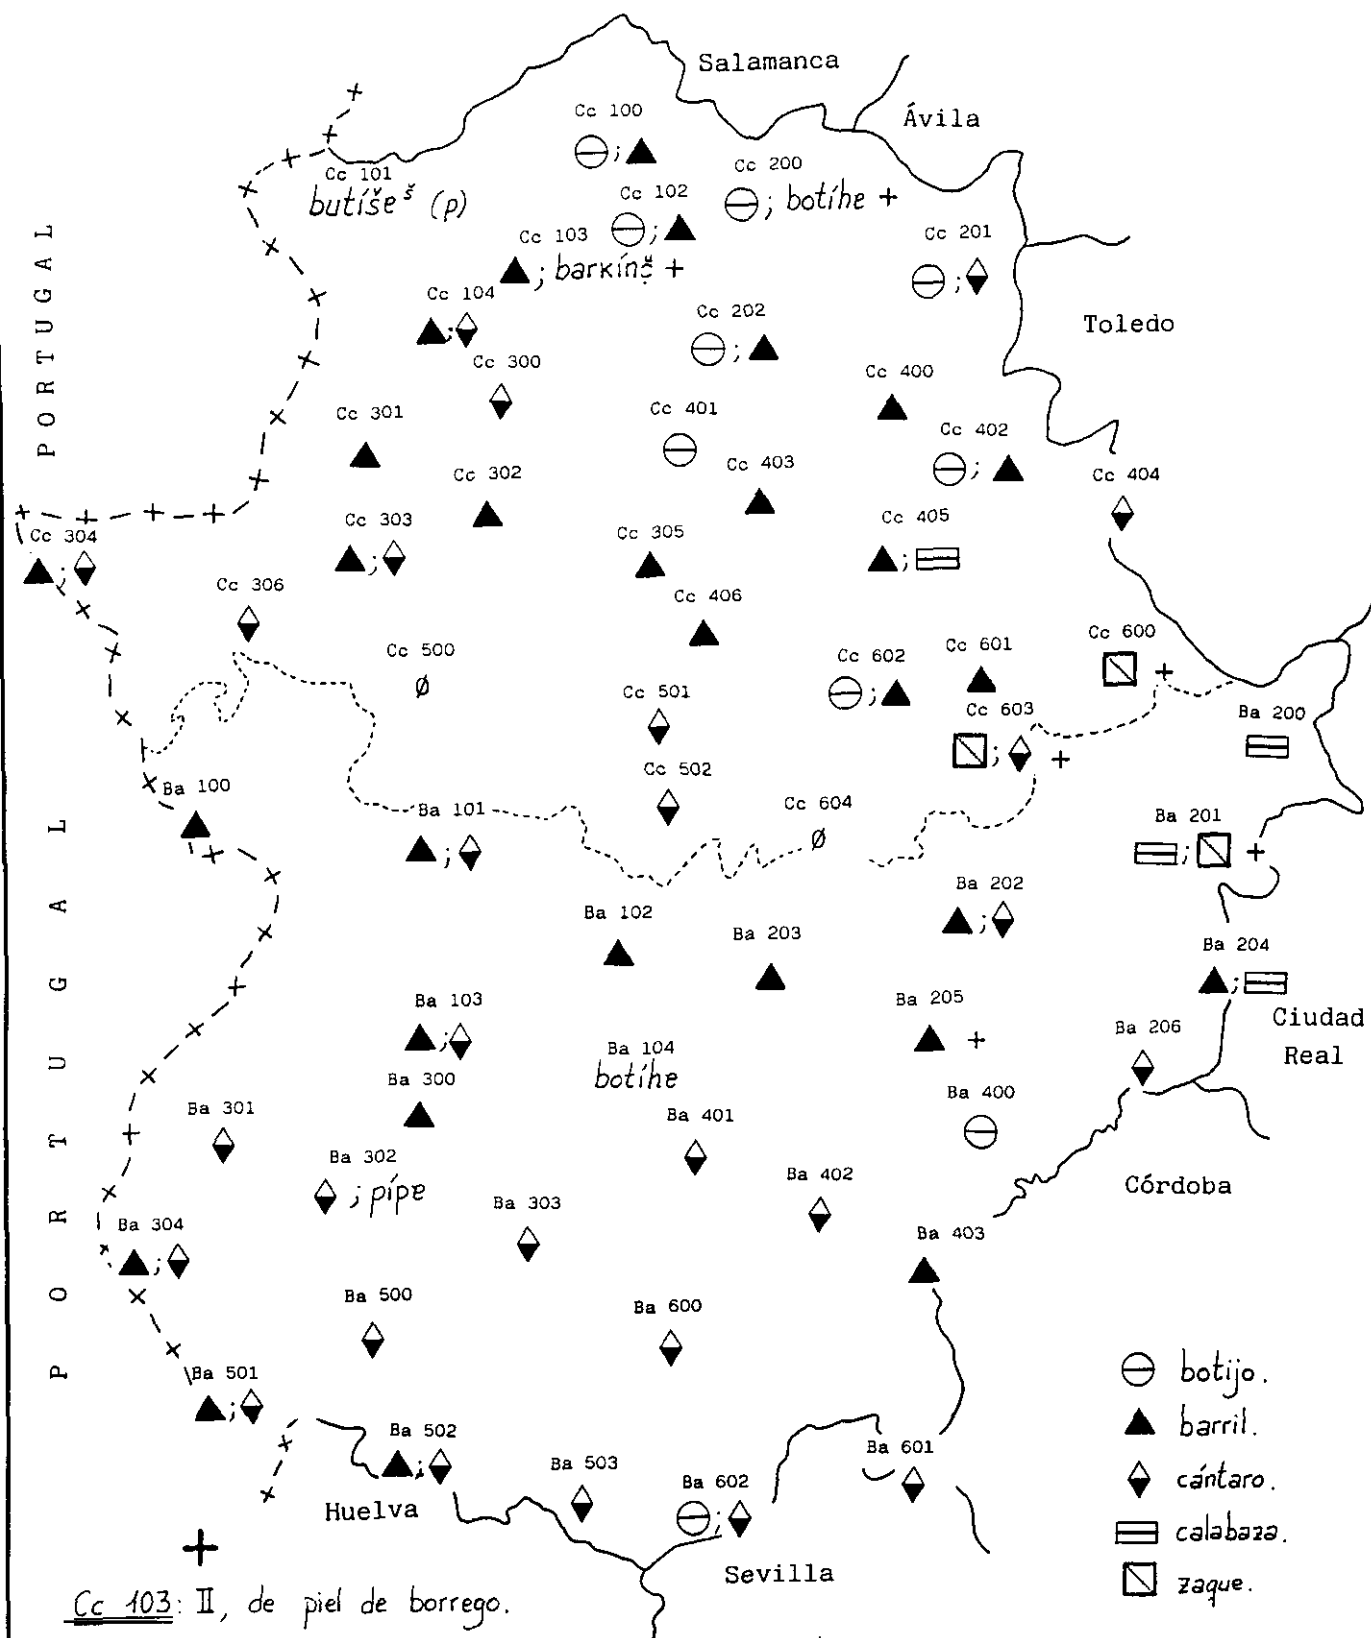 Salamanca
Ávila
Cc 100
;
Cc 200
; botíhe +
Cc 101
butíšeš (p)
Cc 102
;
Cc 103
; barkínč +
Cc 201
;
Cc 104
;
Cc 202
;
Toledo
PORTUGAL
Cc 300
Cc 400
Cc 301
Cc 401
Cc 402
;
Cc 302
Cc 403
Cc 404
Cc 303
;
Cc 304
;
Cc 305
Cc 405
;
Cc 306
Cc 406
Cc 500
ø
Cc 600
+
Cc 601
Cc 602
;
Cc 501
Cc 603
; +
Ba 200
Cc 502
Ba 100
Ba 101
;
Cc 604
ø
Ba 201
; +
Ba 202
;
Ba 102
Ba 203
Ba 204
;
Ciudad
Real
Ba 103
;
Ba 205
+
Ba 206
Ba 104
botíhe
Ba 300
Ba 400
PORTUGAL
Ba 301
Ba 401
Ba 302
; pípe
Ba 402
Córdoba
Ba 303
Ba 304
;
Ba 403
Ba 500
Ba 600
Ba 501
;
Ba 502
;
Ba 503
Ba 601
Ba 602
;
Huelva
Sevilla
botijo.
barril.
cántaro.
calabaza.
zaque.
+
Cc 103: II, de piel de borrego.